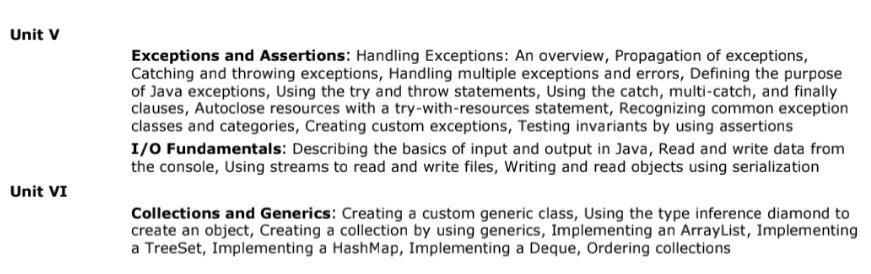 Unit V
Exceptions and Assertions: Handling Exceptions: An overview, Propagation of exceptions,
Catching and throwing exceptions, Handling multiple exceptions and errors, Defining the purpose
of Java exceptions, Using the try and throw statements, Using the catch, multi-catch, and finally
clauses, Autoclose resources with a try-with-resources statement, Recognizing common exception
classes and categories, Creating custom exceptions, Testing invariants by using assertions
I/O Fundamentals: Describing the basics of input and output in Java, Read and write data from
the console, Using streams to read and write files, Writing and read objects using serialization
Unit VI
Collections and Generics: Creating a custom generic class, Using the type inference diamond to
create an object, Creating a collection by using generics, Implementing an ArrayList, Implementing
a TreeSet, Implementing a HashMap, Implementing a Deque, Ordering collections